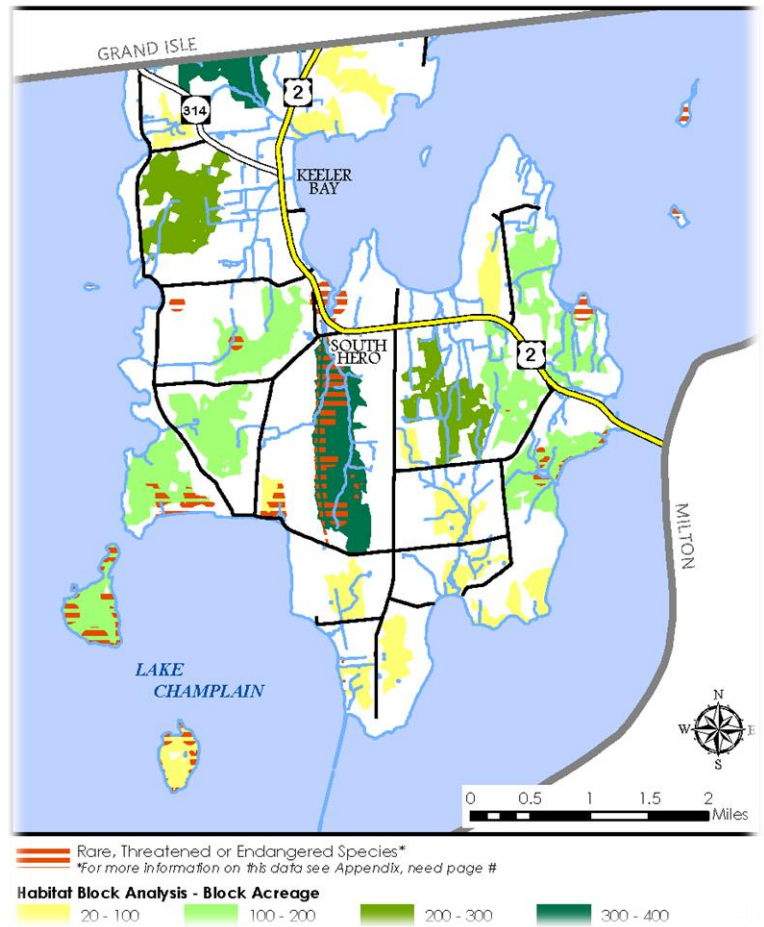 GRAND ISLE
314
2
KEELER
BAY
SOUTH
HERO
2
MILTON
LAKE
CHAMPLAIN
N
W E
S
0 0.5 1 1.5 2
Miles
Rare, Threatened or Endangered Species*
*For more information on this data see Appendix, need page #
Habitat Block Analysis - Block Acreage
20 - 100 100 - 200 200 - 300 300 - 400